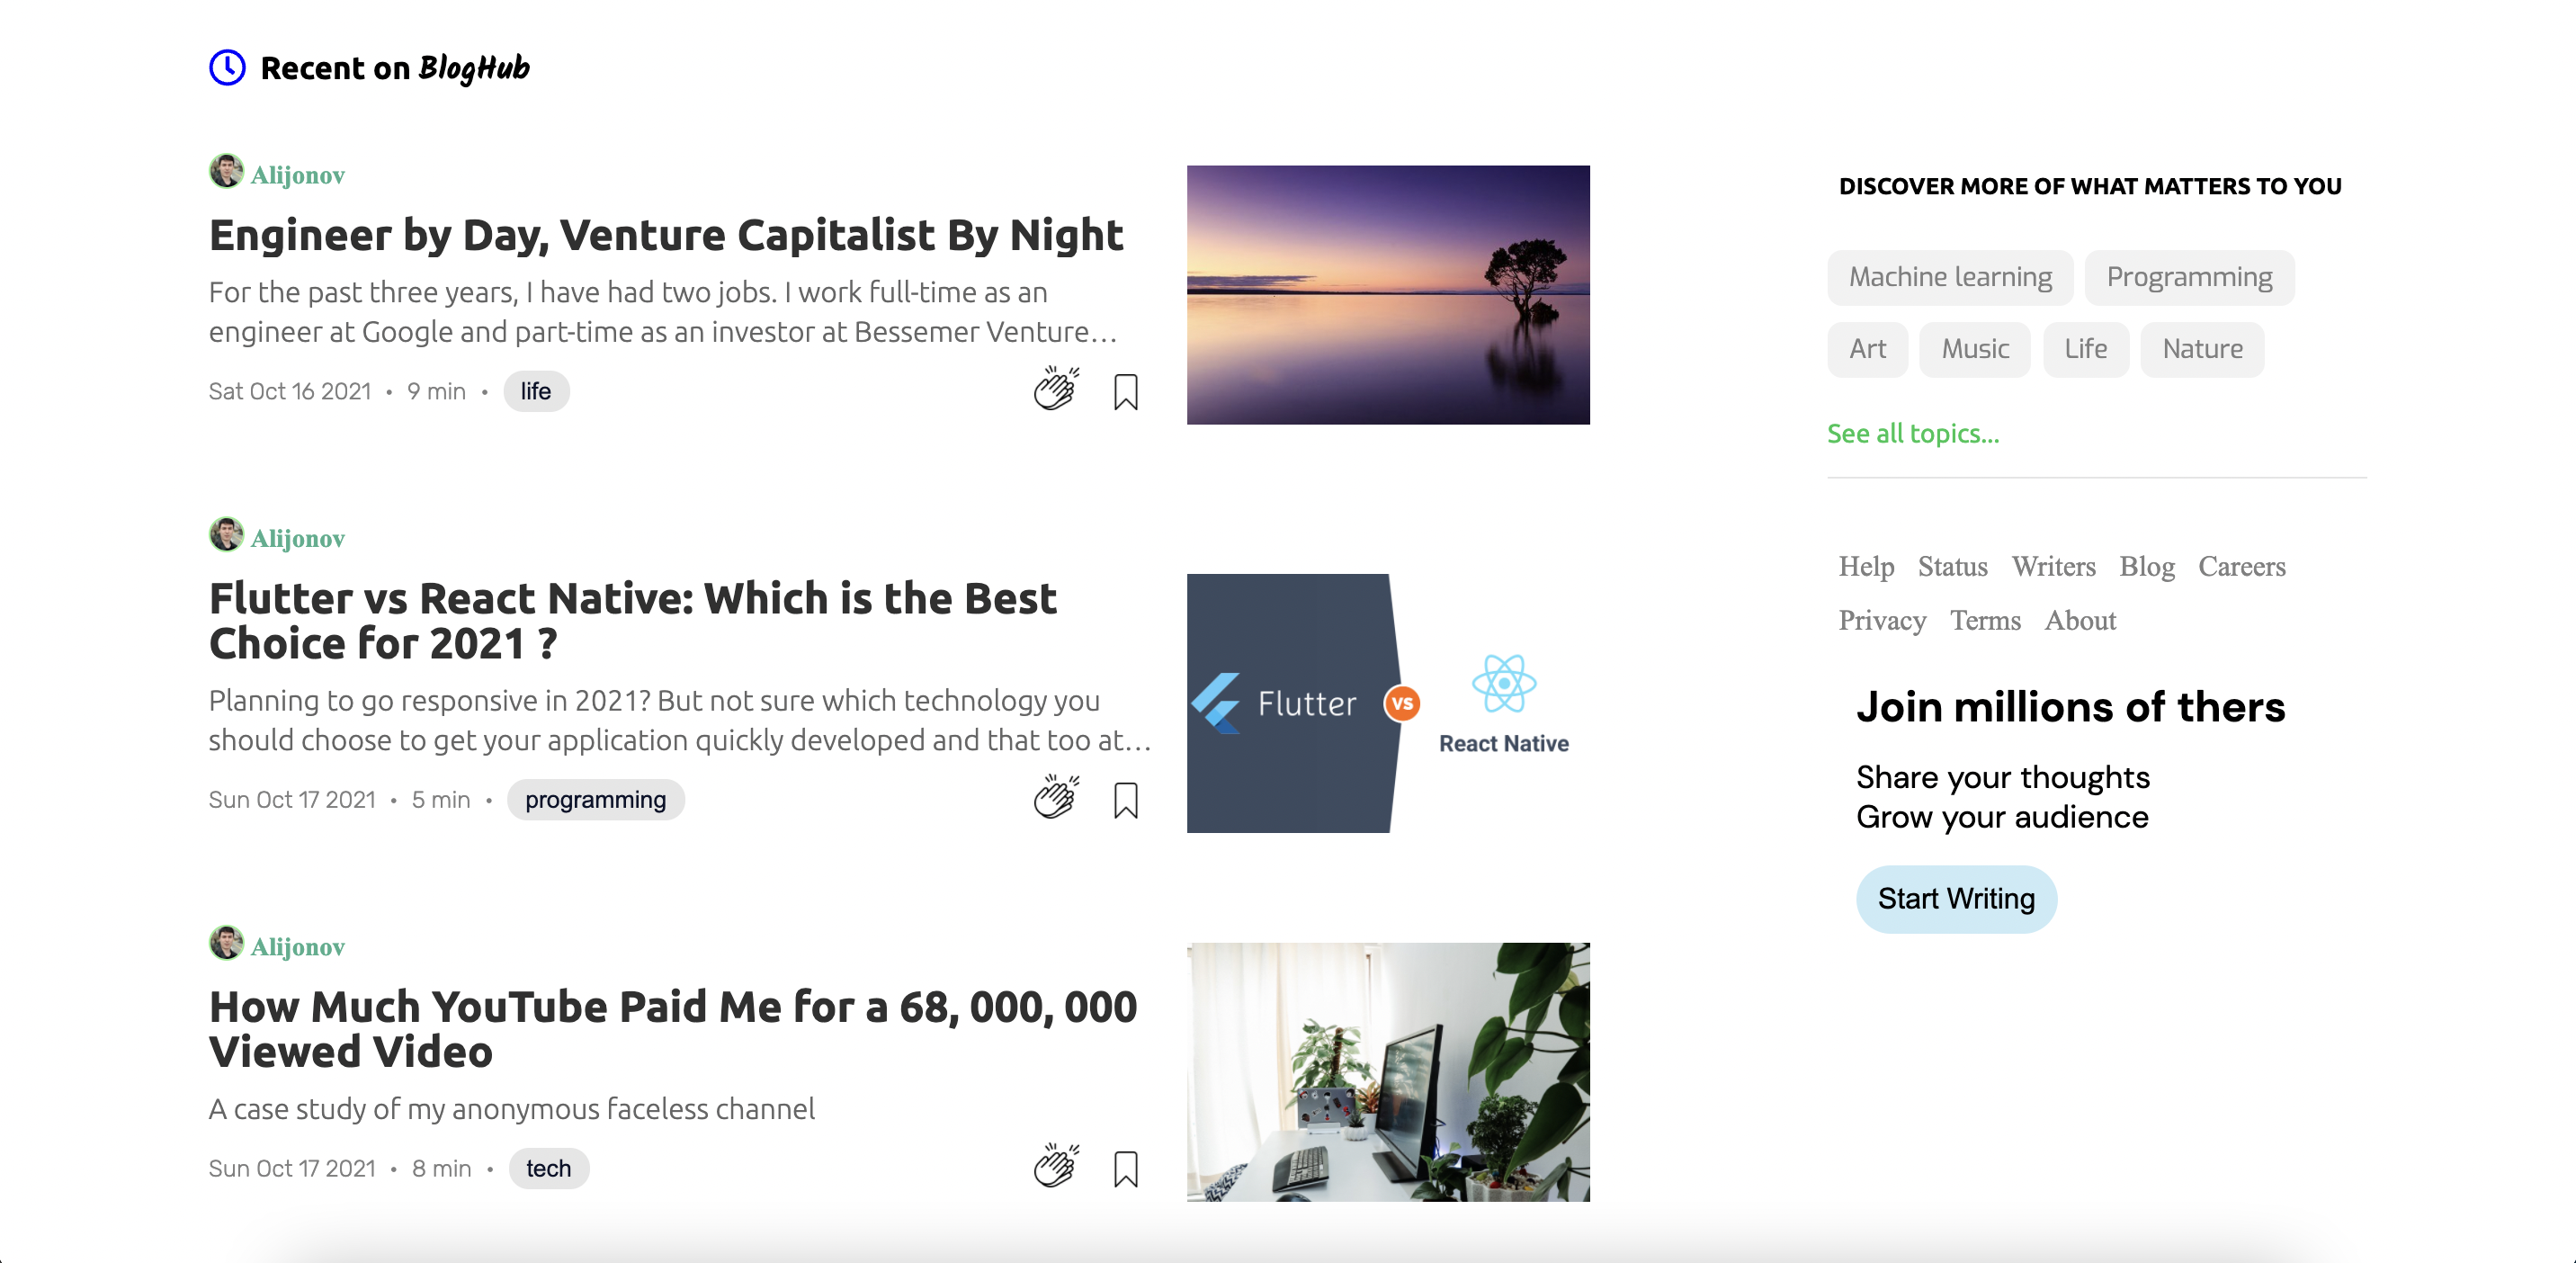 Recent on BlogHub
Alijonov
Engineer by Day, Venture Capitalist By Night
For the past three years, I have had two jobs. I work full-time as an
engineer at Google and part-time as an investor at Bessemer Venture…
Sat Oct 16 2021 • 9 min • life
Alijonov
Flutter vs React Native: Which is the Best
Choice for 2021 ?
Planning to go responsive in 2021? But not sure which technology you
should choose to get your application quickly developed and that too at…
Sun Oct 17 2021 • 5 min • programming
Flutter VS
React Native
Alijonov
How Much YouTube Paid Me for a 68, 000, 000
Viewed Video
A case study of my anonymous faceless channel
Sun Oct 17 2021 • 8 min • tech
DISCOVER MORE OF WHAT MATTERS TO YOU
Machine learning Programming
Art Music Life Nature
See all topics...
Help Status Writers Blog Careers
Privacy Terms About
Join millions of thers
Share your thoughts
Grow your audience
Start Writing